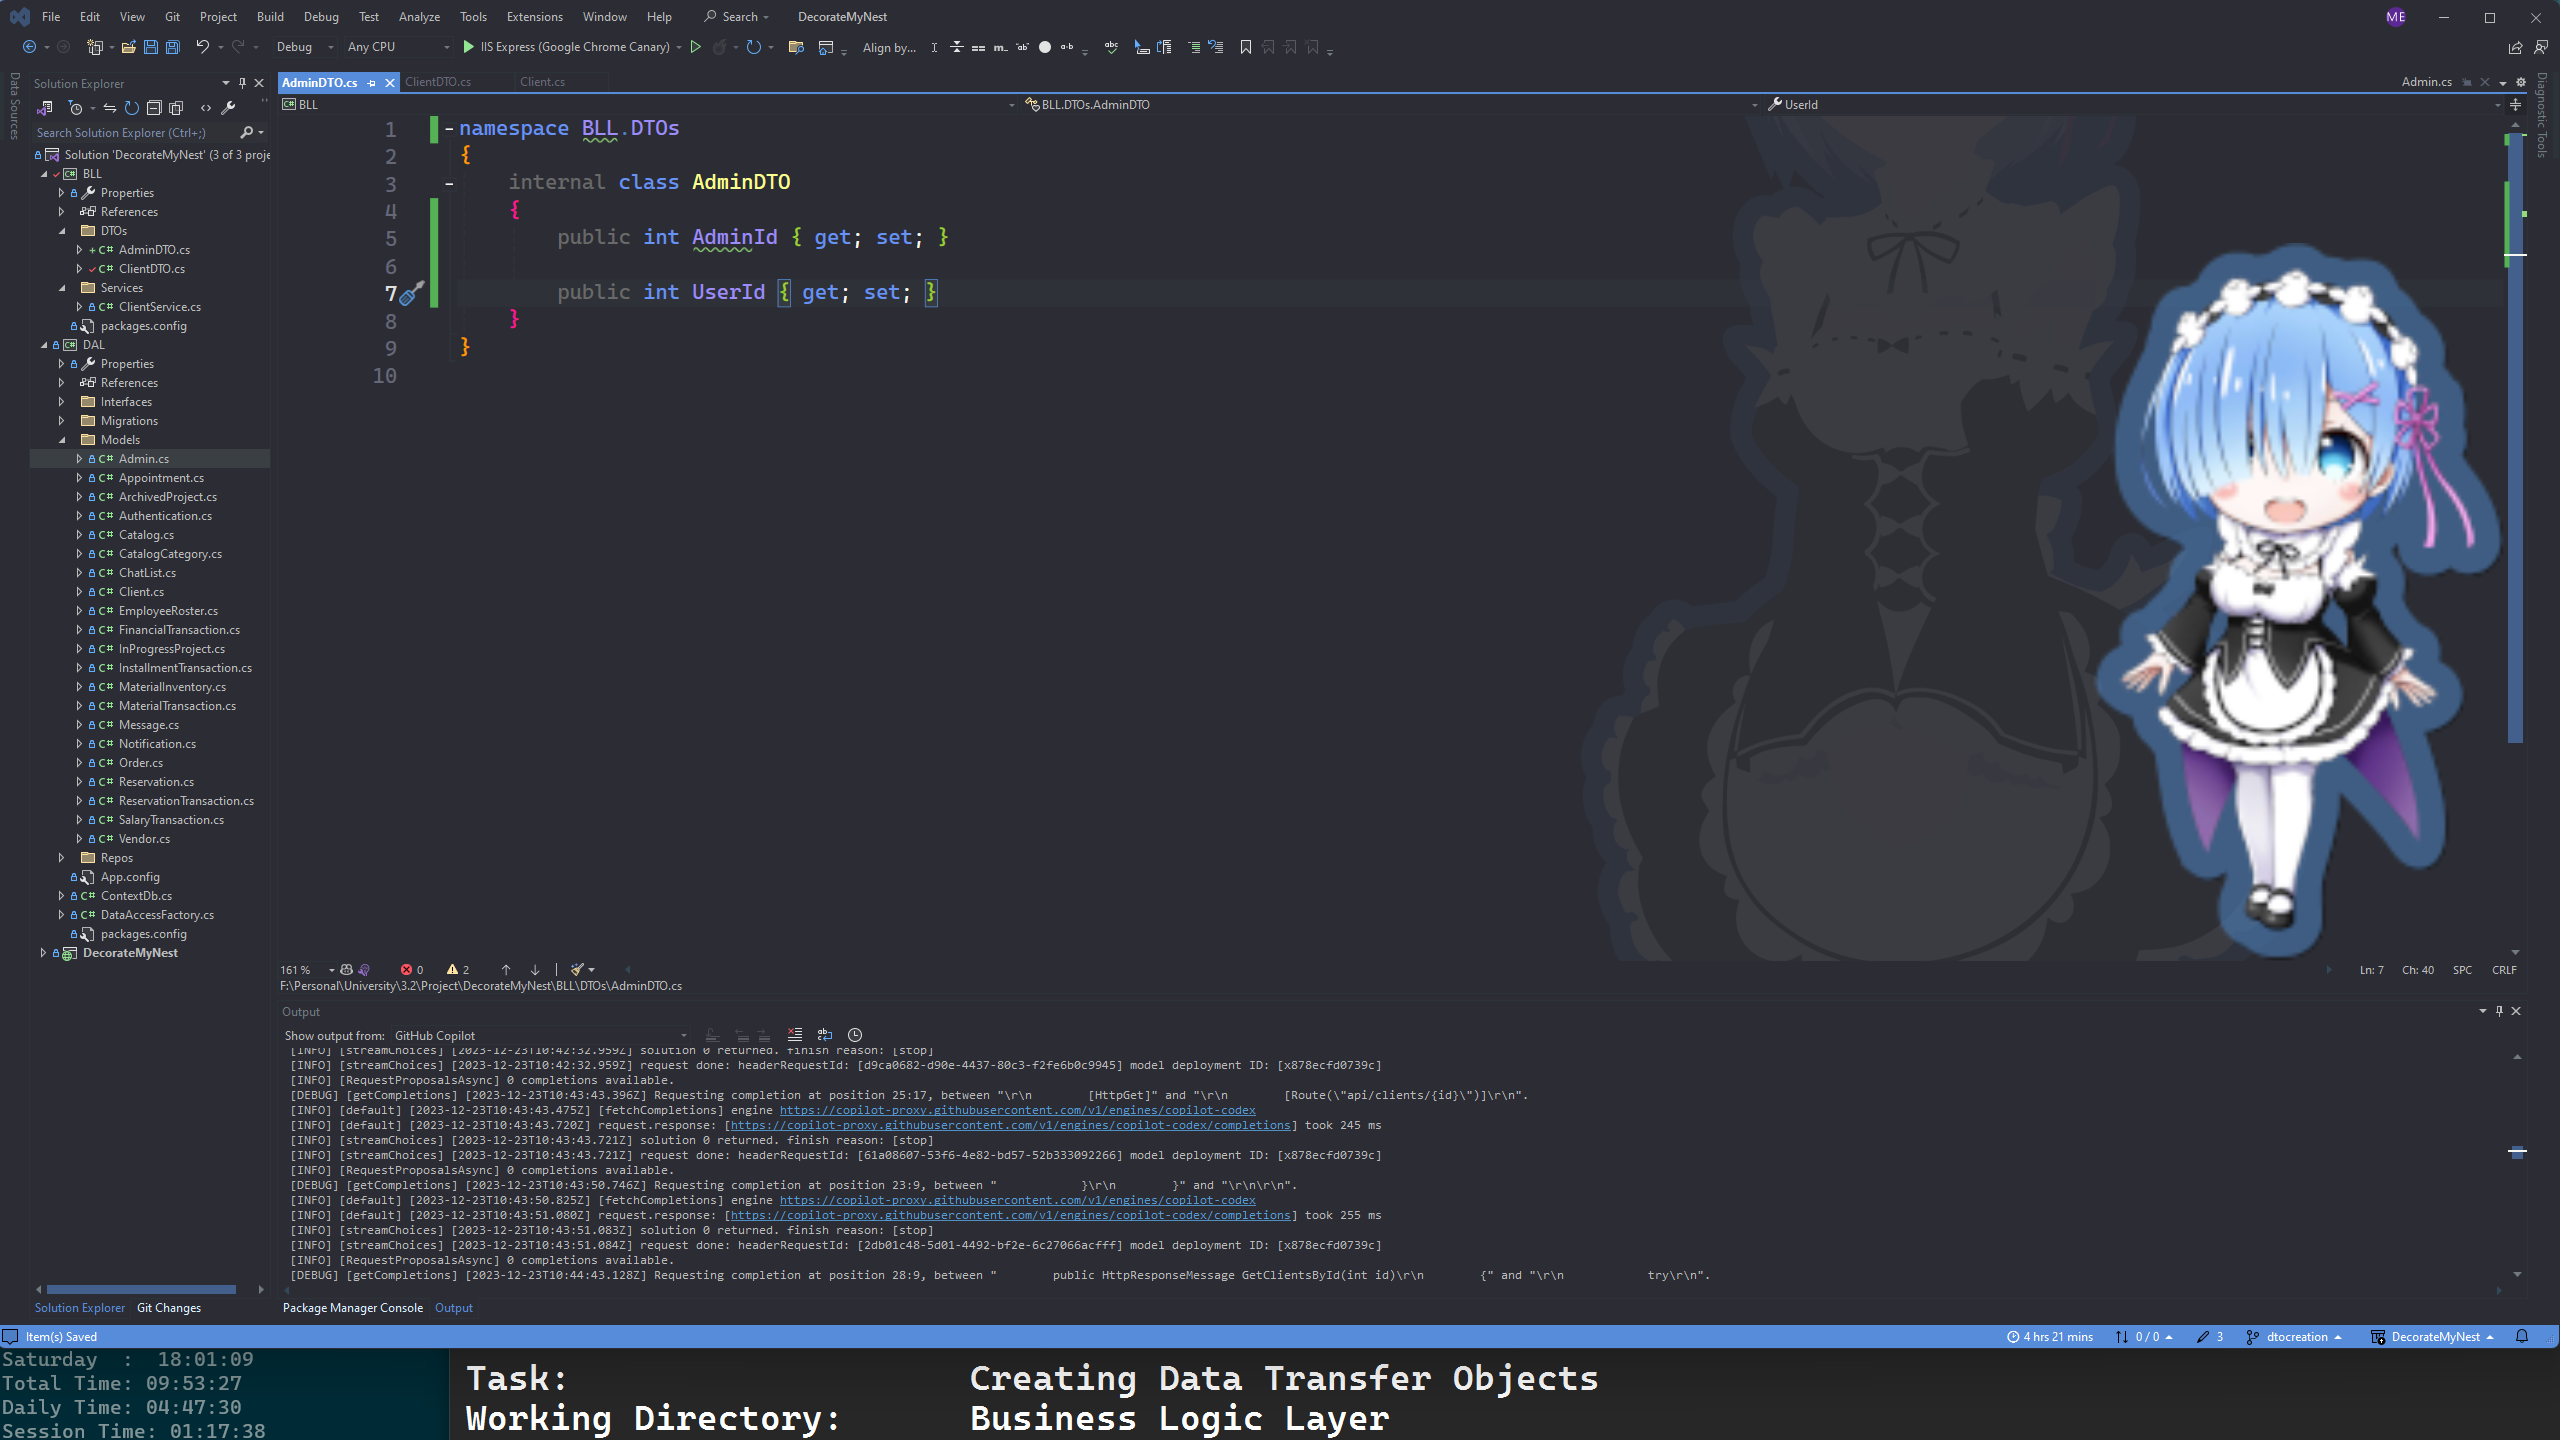 File Edit View Git Project Build Debug Test Analyze Tools Extensions Window Help Search DecorateMyNest ME
Debug Any CPU IIS Express (Google Chrome Canary) Align by...
Data Sources
Solution Explorer
Search Solution Explorer (Ctrl+;)
Solution 'DecorateMyNest' (3 of 3 proje
C# BLL
Properties
References
DTOs
C# AdminDTO.cs
C# ClientDTO.cs
Services
C# ClientService.cs
packages.config
C# DAL
Properties
References
Interfaces
Migrations
Models
C# Admin.cs
C# Appointment.cs
C# ArchivedProject.cs
C# Authentication.cs
C# Catalog.cs
C# CatalogCategory.cs
C# ChatList.cs
C# Client.cs
C# EmployeeRoster.cs
C# FinancialTransaction.cs
C# InProgressProject.cs
C# InstallmentTransaction.cs
C# MaterialInventory.cs
C# MaterialTransaction.cs
C# Message.cs
C# Notification.cs
C# Order.cs
C# Reservation.cs
C# ReservationTransaction.cs
C# SalaryTransaction.cs
C# Vendor.cs
Repos
App.config
C# ContextDb.cs
C# DataAccessFactory.cs
packages.config
DecorateMyNest
Solution Explorer Git Changes
AdminDTO.cs ClientDTO.cs Client.cs Admin.cs
C# BLL BLL.DTOs.AdminDTO UserId
Diagnostic Tools
1 namespace BLL.DTOs
2 {
3 internal class AdminDTO
4 {
5 public int AdminId { get; set; }
6
7 public int UserId { get; set; }
8 }
9 }
10
161 % 0 2 Ln: 7 Ch: 40 SPC CRLF
F:\Personal\University\3.2\Project\DecorateMyNest\BLL\DTOs\AdminDTO.cs
Output
Show output from: GitHub Copilot
[INFO] [streamChoices] [2023-12-23T10:42:32.959Z] solution 0 returned. finish reason: [stop]
[INFO] [streamChoices] [2023-12-23T10:42:32.959Z] request done: headerRequestId: [d9ca0682-d90e-4437-80c3-f2fe6b0c9945] model deployment ID: [x878ecfd0739c]
[INFO] [RequestProposalsAsync] 0 completions available.
[DEBUG] [getCompletions] [2023-12-23T10:43:43.396Z] Requesting completion at position 25:17, between "\r\n        [HttpGet]" and "\r\n        [Route(\"api/clients/{id}\")]\r\n".
[INFO] [default] [2023-12-23T10:43:43.475Z] [fetchCompletions] engine https://copilot-proxy.githubusercontent.com/v1/engines/copilot-codex
[INFO] [default] [2023-12-23T10:43:43.720Z] request.response: [https://copilot-proxy.githubusercontent.com/v1/engines/copilot-codex/completions] took 245 ms
[INFO] [streamChoices] [2023-12-23T10:43:43.721Z] solution 0 returned. finish reason: [stop]
[INFO] [streamChoices] [2023-12-23T10:43:43.721Z] request done: headerRequestId: [61a08607-53f6-4e82-bd57-52b333092266] model deployment ID: [x878ecfd0739c]
[INFO] [RequestProposalsAsync] 0 completions available.
[DEBUG] [getCompletions] [2023-12-23T10:43:50.746Z] Requesting completion at position 23:9, between "            }\r\n        }" and "\r\n\r\n".
[INFO] [default] [2023-12-23T10:43:50.825Z] [fetchCompletions] engine https://copilot-proxy.githubusercontent.com/v1/engines/copilot-codex
[INFO] [default] [2023-12-23T10:43:51.080Z] request.response: [https://copilot-proxy.githubusercontent.com/v1/engines/copilot-codex/completions] took 255 ms
[INFO] [streamChoices] [2023-12-23T10:43:51.083Z] solution 0 returned. finish reason: [stop]
[INFO] [streamChoices] [2023-12-23T10:43:51.084Z] request done: headerRequestId: [2db01c48-5d01-4492-bf2e-6c27066acfff] model deployment ID: [x878ecfd0739c]
[INFO] [RequestProposalsAsync] 0 completions available.
[DEBUG] [getCompletions] [2023-12-23T10:44:43.128Z] Requesting completion at position 28:9, between "        public HttpResponseMessage GetClientsById(int id)\r\n        {" and "\r\n            try\r\n".
Package Manager Console Output
Item(s) Saved 4 hrs 21 mins 0 / 0 3 dtocreation DecorateMyNest
Saturday : 18:01:09
Total Time: 09:53:27
Daily Time: 04:47:30
Session Time: 01:17:38
Task: Creating Data Transfer Objects
Working Directory: Business Logic Layer